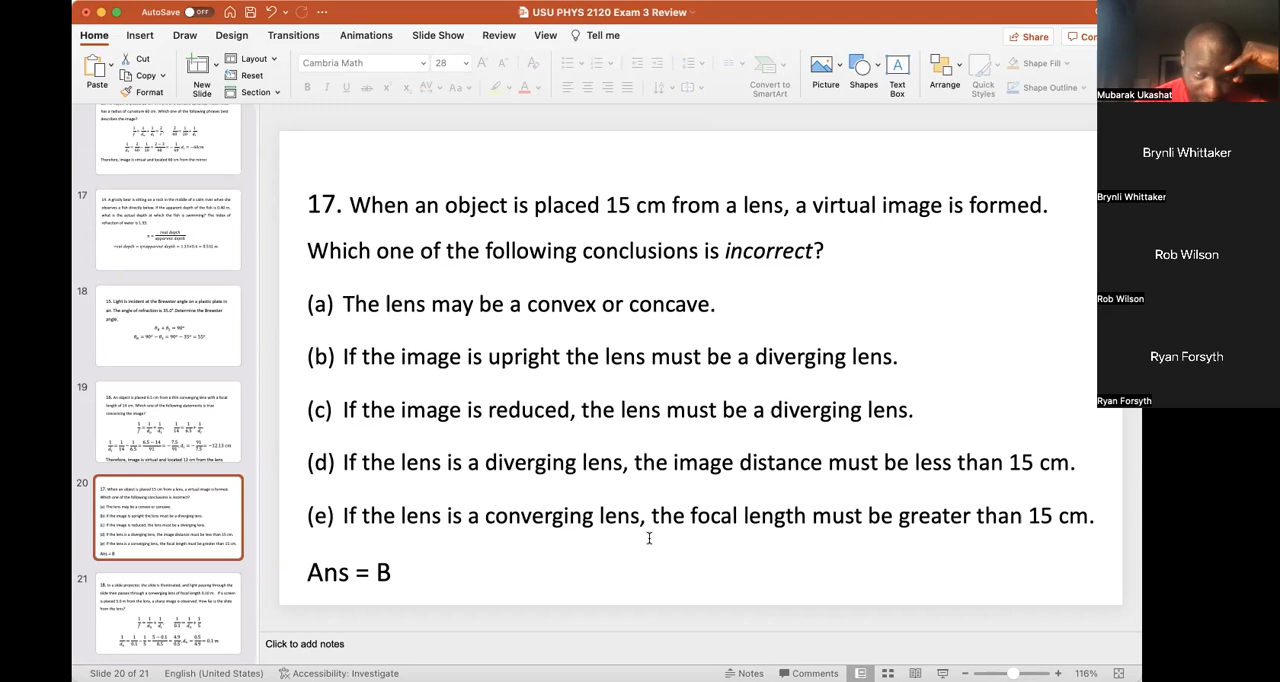 AutoSave OFF USU PHYS 2120 Exam 3 Review
Home Insert Draw Design Transitions Animations Slide Show Review View Tell me Share
Paste Cut Copy Format New Slide Layout Reset Section Cambria Math 28 Convert to SmartArt Picture Shapes Text Box Arrange Quick Styles Shape Fill Shape Outline
Mubarak Ukashat
Brynli Whittaker
Brynli Whittaker
Rob Wilson
Rob Wilson
Ryan Forsyth
Ryan Forsyth
17
18
19
20
21
17. When an object is placed 15 cm from a lens, a virtual image is formed.
Which one of the following conclusions is incorrect?
(a) The lens may be a convex or concave.
(b) If the image is upright the lens must be a diverging lens.
(c) If the image is reduced, the lens must be a diverging lens.
(d) If the lens is a diverging lens, the image distance must be less than 15 cm.
(e) If the lens is a converging lens, the focal length must be greater than 15 cm.
Ans = B
Click to add notes
Slide 20 of 21 English (United States) Accessibility: Investigate Notes Comments 116%